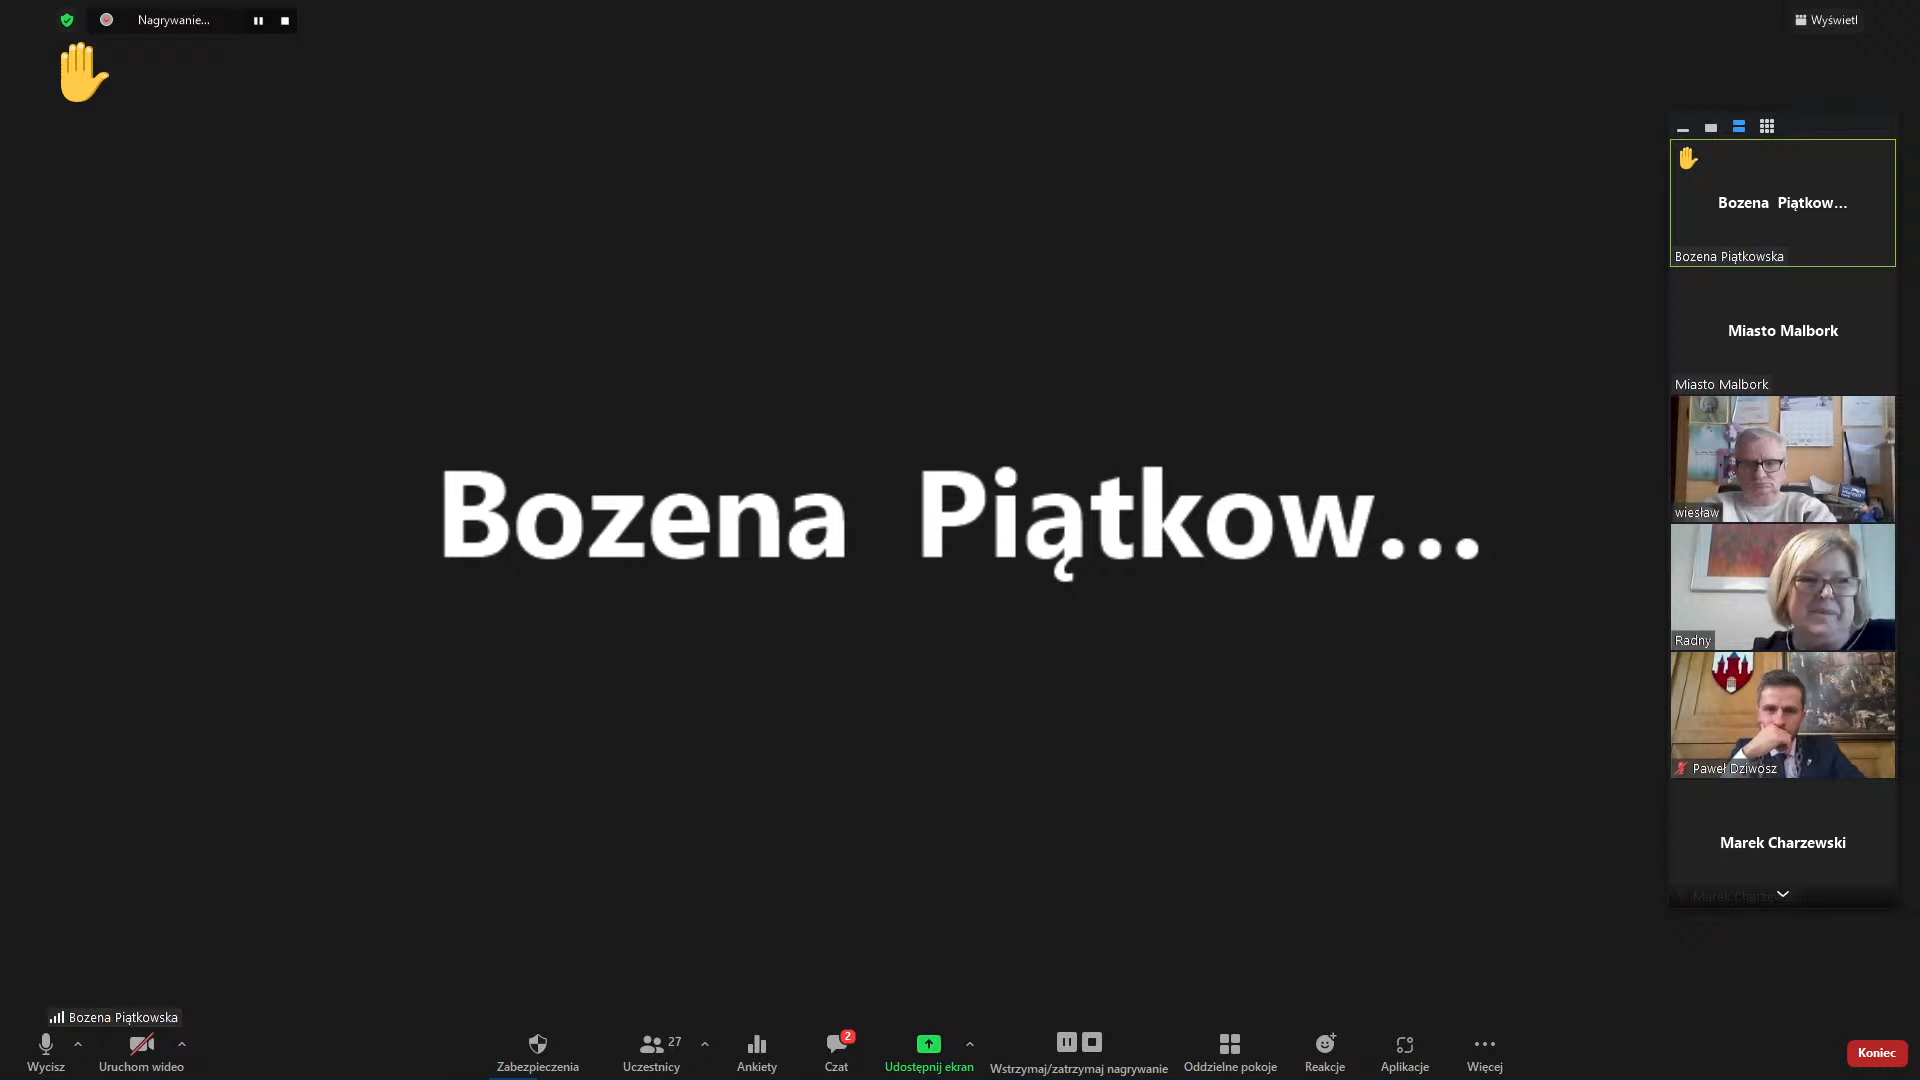 Nagrywanie...
Wyświetl
Bozena Piątkow...
Bozena Piątkow...
Bozena Piątkowska
Miasto Malbork
Miasto Malbork
wiesław
Radny
Paweł Dziwosz
Marek Charzewski
Bozena Piątkowska
Wycisz
Uruchom wideo
Zabezpieczenia
27
Uczestnicy
Ankiety
2
Czat
Udostępnij ekran
Wstrzymaj/zatrzymaj nagrywanie
Oddzielne pokoje
Reakcje
Aplikacje
Więcej
Koniec